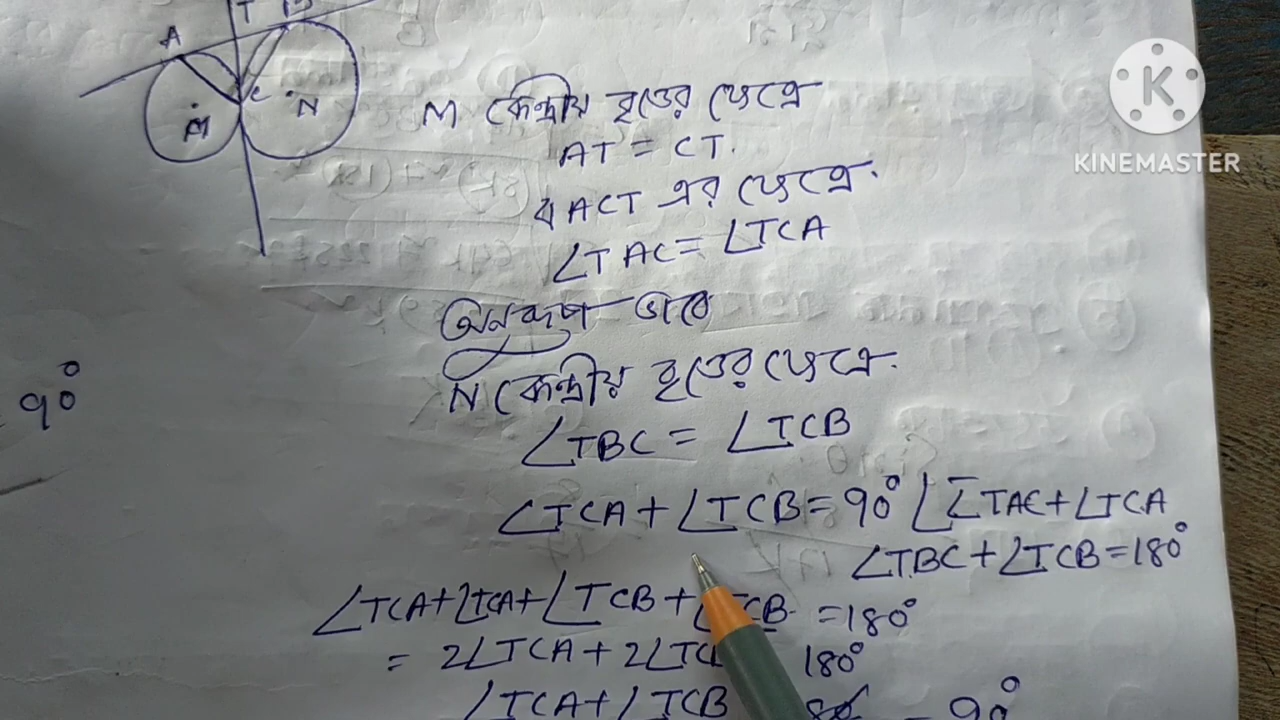 T B
A
C
M
N
M কেন্দ্রীয় বৃত্তের ক্ষেত্রে
AT = CT.
ACT এর ক্ষেত্রে.
∠TAC = ∠TCA
অনুরূপ ভাবে
N কেন্দ্রীয় বৃত্তের ক্ষেত্রে.
∠TBC = ∠TCB
90°
∠TCA + ∠TCB = 90° [∠TAC + ∠TCA
∠TBC + ∠TCB = 180°
∠TCA + ∠TCA + ∠TCB + ∠TCB = 180°
= 2∠TCA + 2∠TC 180°
∠TCA + ∠TCB = 90°
K
KINEMASTER